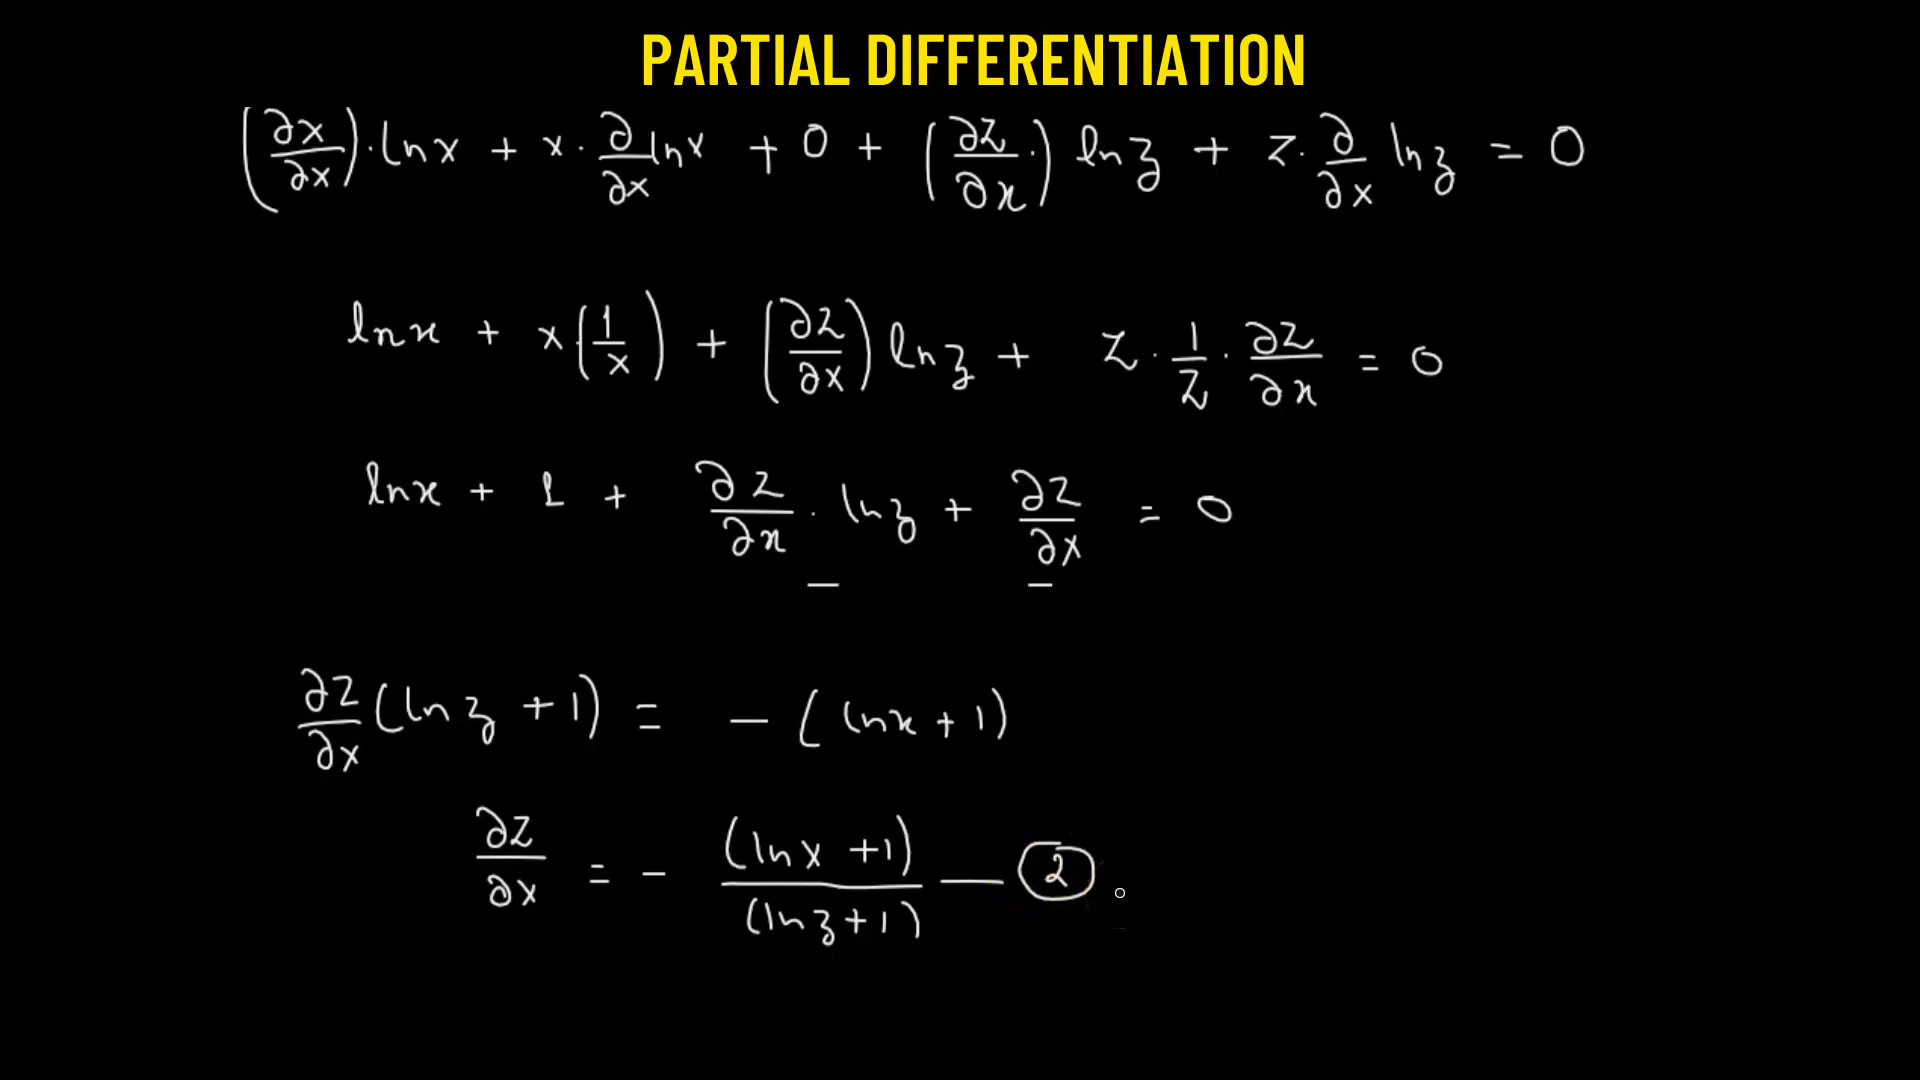 PARTIAL DIFFERENTIATION
(∂x/∂x)·lnx + x·∂/∂x lnx + 0 + (∂z/∂x·) lnz + z·∂/∂x lnz = 0
lnx + x(1/x) + (∂z/∂x) lnz + z·1/z·∂z/∂x = 0
lnx + 1 + ∂z/∂x · lnz + ∂z/∂x = 0
∂z/∂x (lnz + 1) = - (lnx + 1)
∂z/∂x = - (lnx + 1)/(lnz + 1) — ②